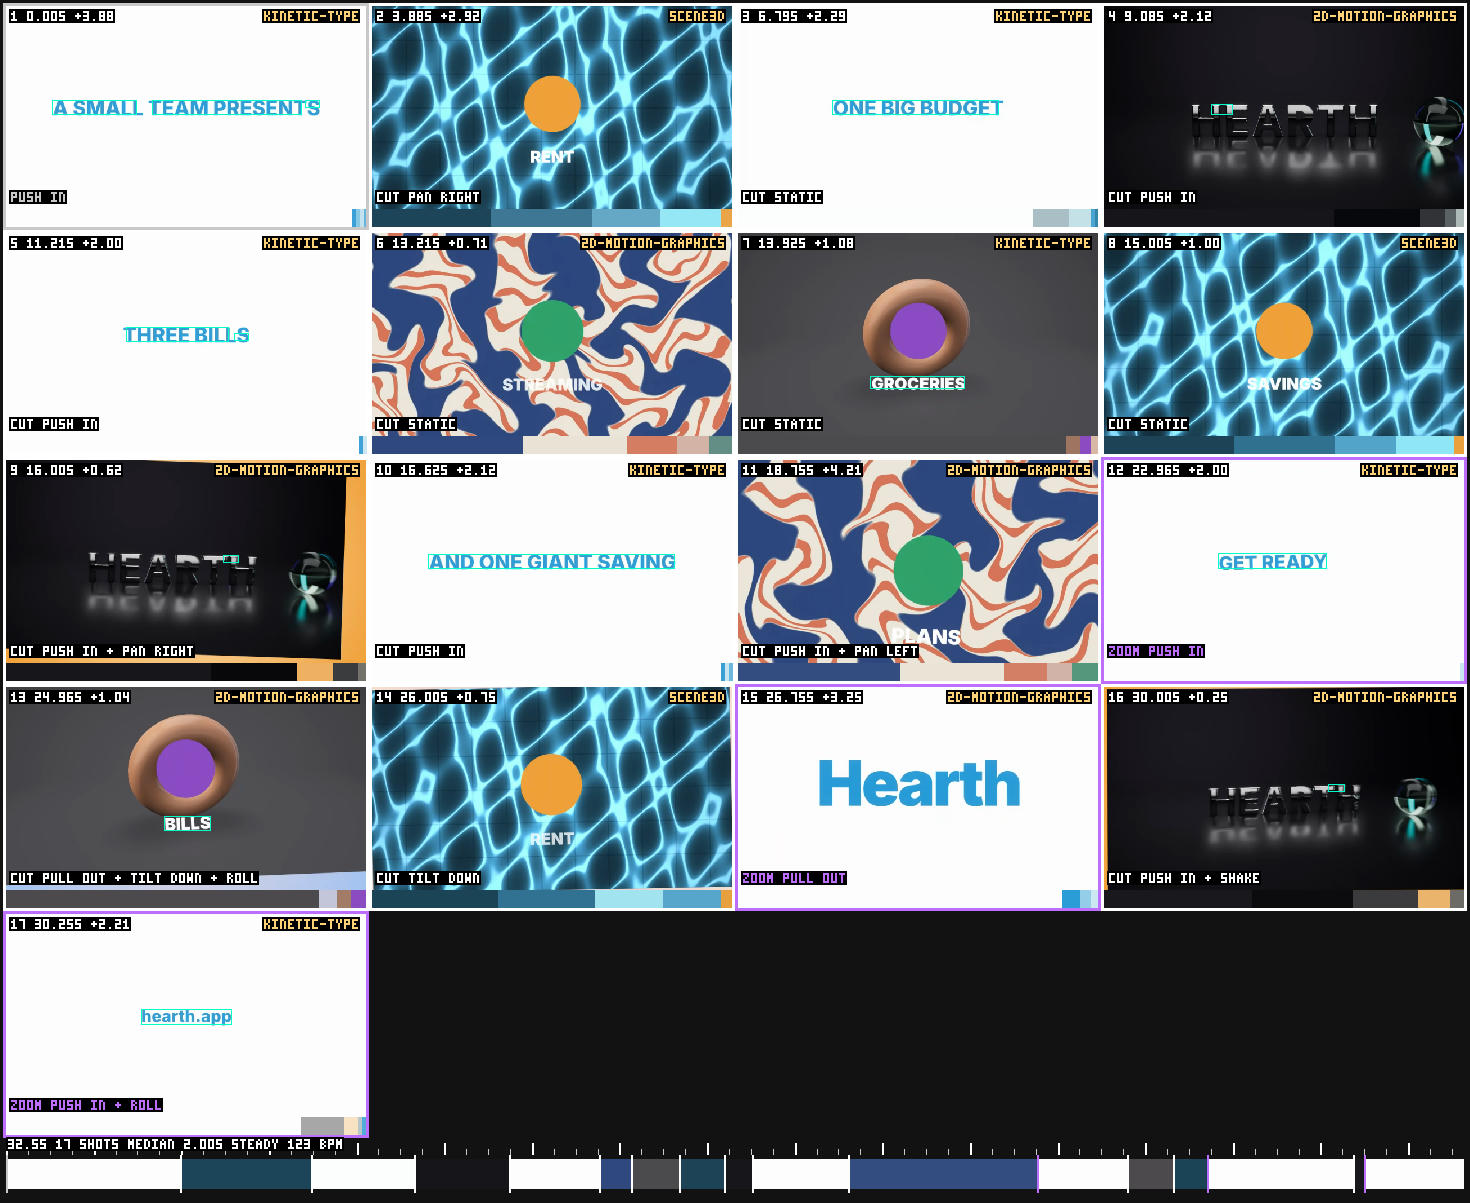 1 0.00S +3.88
KINETIC-TYPE
A SMALL TEAM PRESENTS
PUSH IN
2 3.88S +2.92
SCENE3D
RENT
CUT PAN RIGHT
3 6.79S +2.29
KINETIC-TYPE
ONE BIG BUDGET
CUT STATIC
4 9.08S +2.12
2D-MOTION-GRAPHICS
HEARTH
CUT PUSH IN
5 11.21S +2.00
KINETIC-TYPE
THREE BILLS
CUT PUSH IN
6 13.21S +0.71
2D-MOTION-GRAPHICS
STREAMING
CUT STATIC
7 13.92S +1.08
KINETIC-TYPE
GROCERIES
CUT STATIC
8 15.00S +1.00
SCENE3D
SAVINGS
CUT STATIC
9 16.00S +0.62
2D-MOTION-GRAPHICS
HEARTH
CUT PUSH IN + PAN RIGHT
10 16.62S +2.12
KINETIC-TYPE
AND ONE GIANT SAVING
CUT PUSH IN
11 18.75S +4.21
2D-MOTION-GRAPHICS
PLANS
CUT PUSH IN + PAN LEFT
12 22.96S +2.00
KINETIC-TYPE
GET READY
ZOOM PUSH IN
13 24.96S +1.04
2D-MOTION-GRAPHICS
BILLS
CUT PULL OUT + TILT DOWN + ROLL
14 26.00S +0.75
SCENE3D
RENT
CUT TILT DOWN
15 26.75S +3.25
2D-MOTION-GRAPHICS
Hearth
ZOOM PULL OUT
16 30.00S +0.25
2D-MOTION-GRAPHICS
HEARTH
CUT PUSH IN + SHAKE
17 30.25S +2.21
KINETIC-TYPE
hearth.app
ZOOM PUSH IN + ROLL
32.5S 17 SHOTS MEDIAN 2.00S STEADY 123 BPM